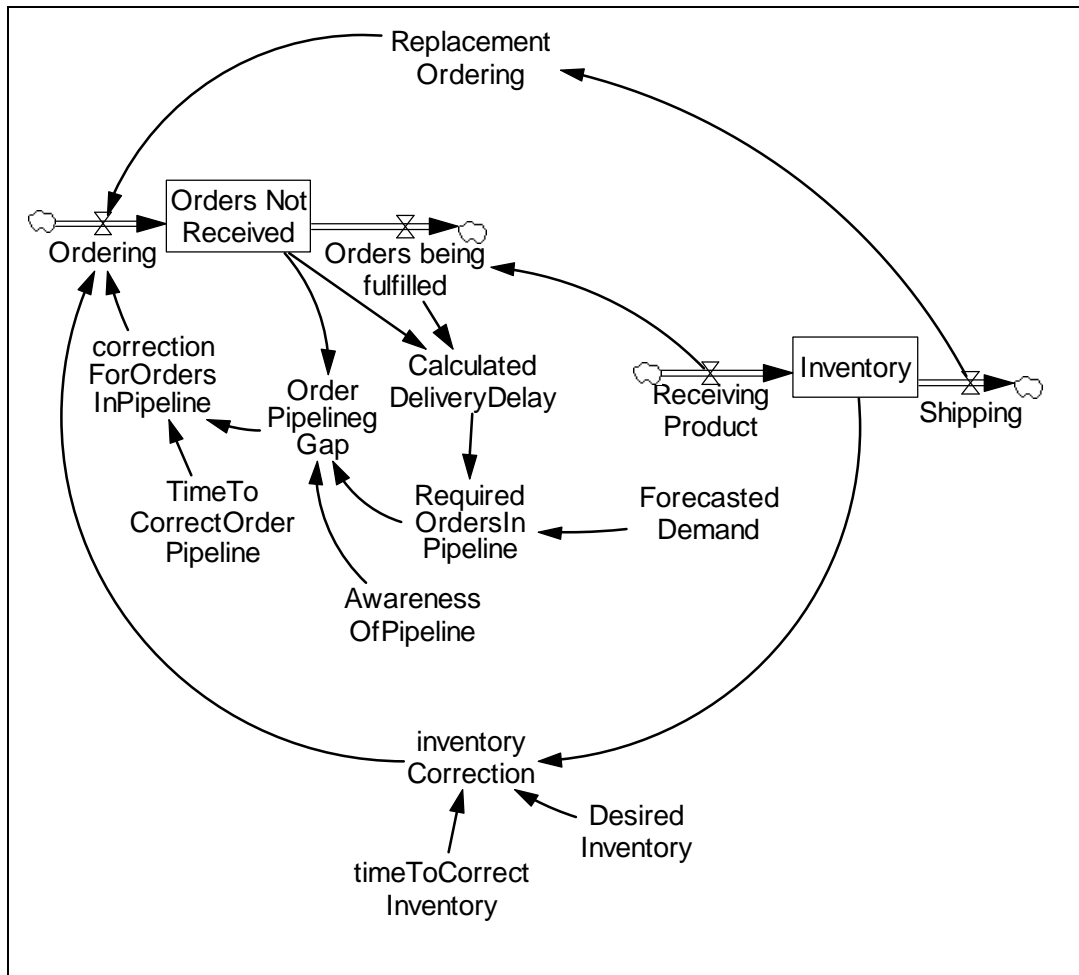 Replacement
Ordering
Orders Not
Received
Ordering
Orders being
fulfilled
correction
ForOrders
InPipeline
Order
Pipelineg
Gap
Calculated
DeliveryDelay
Receiving
Product
Inventory
Shipping
TimeTo
CorrectOrder
Pipeline
Required
OrdersIn
Pipeline
Forecasted
Demand
Awareness
OfPipeline
inventory
Correction
Desired
Inventory
timeToCorrect
Inventory